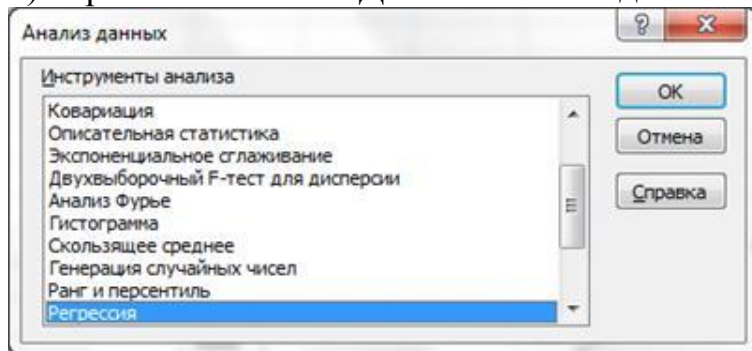 Анализ данных
Инструменты анализа
Ковариация
Описательная статистика
Экспоненциальное сглаживание
Двухвыборочный F-тест для дисперсии
Анализ Фурье
Гистограмма
Скользящее среднее
Генерация случайных чисел
Ранг и персентиль
Регрессия
ОК
Отмена
Справка